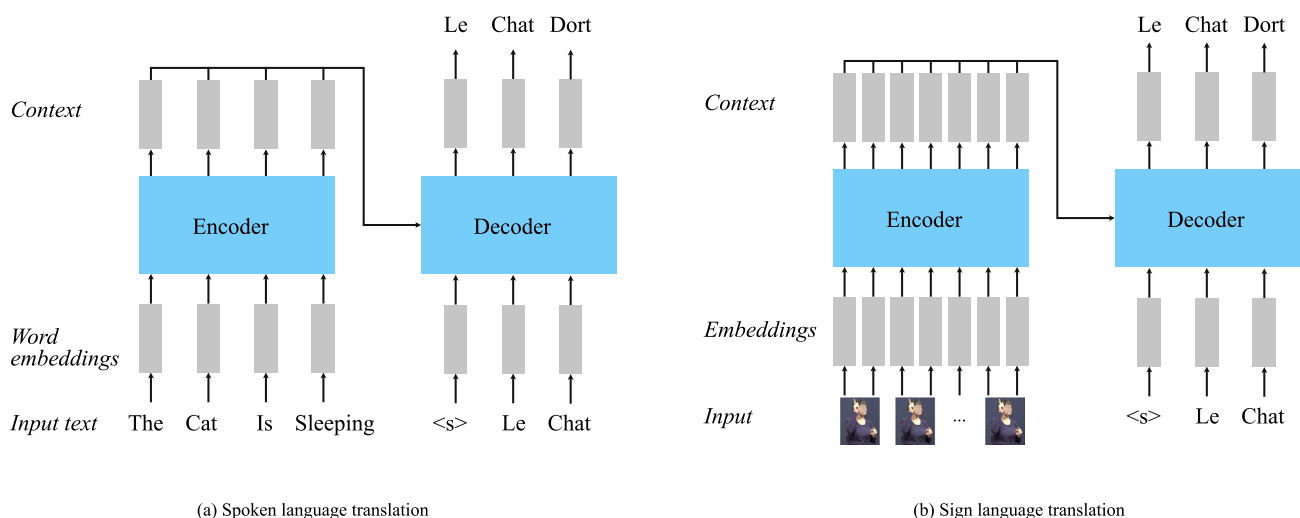 Le Chat Dort
Context
Encoder
Decoder
Word
embeddings
Input text
The Cat Is Sleeping
<s> Le Chat
(a) Spoken language translation
Le Chat Dort
Context
Encoder
Decoder
Embeddings
Input
...
<s> Le Chat
(b) Sign language translation